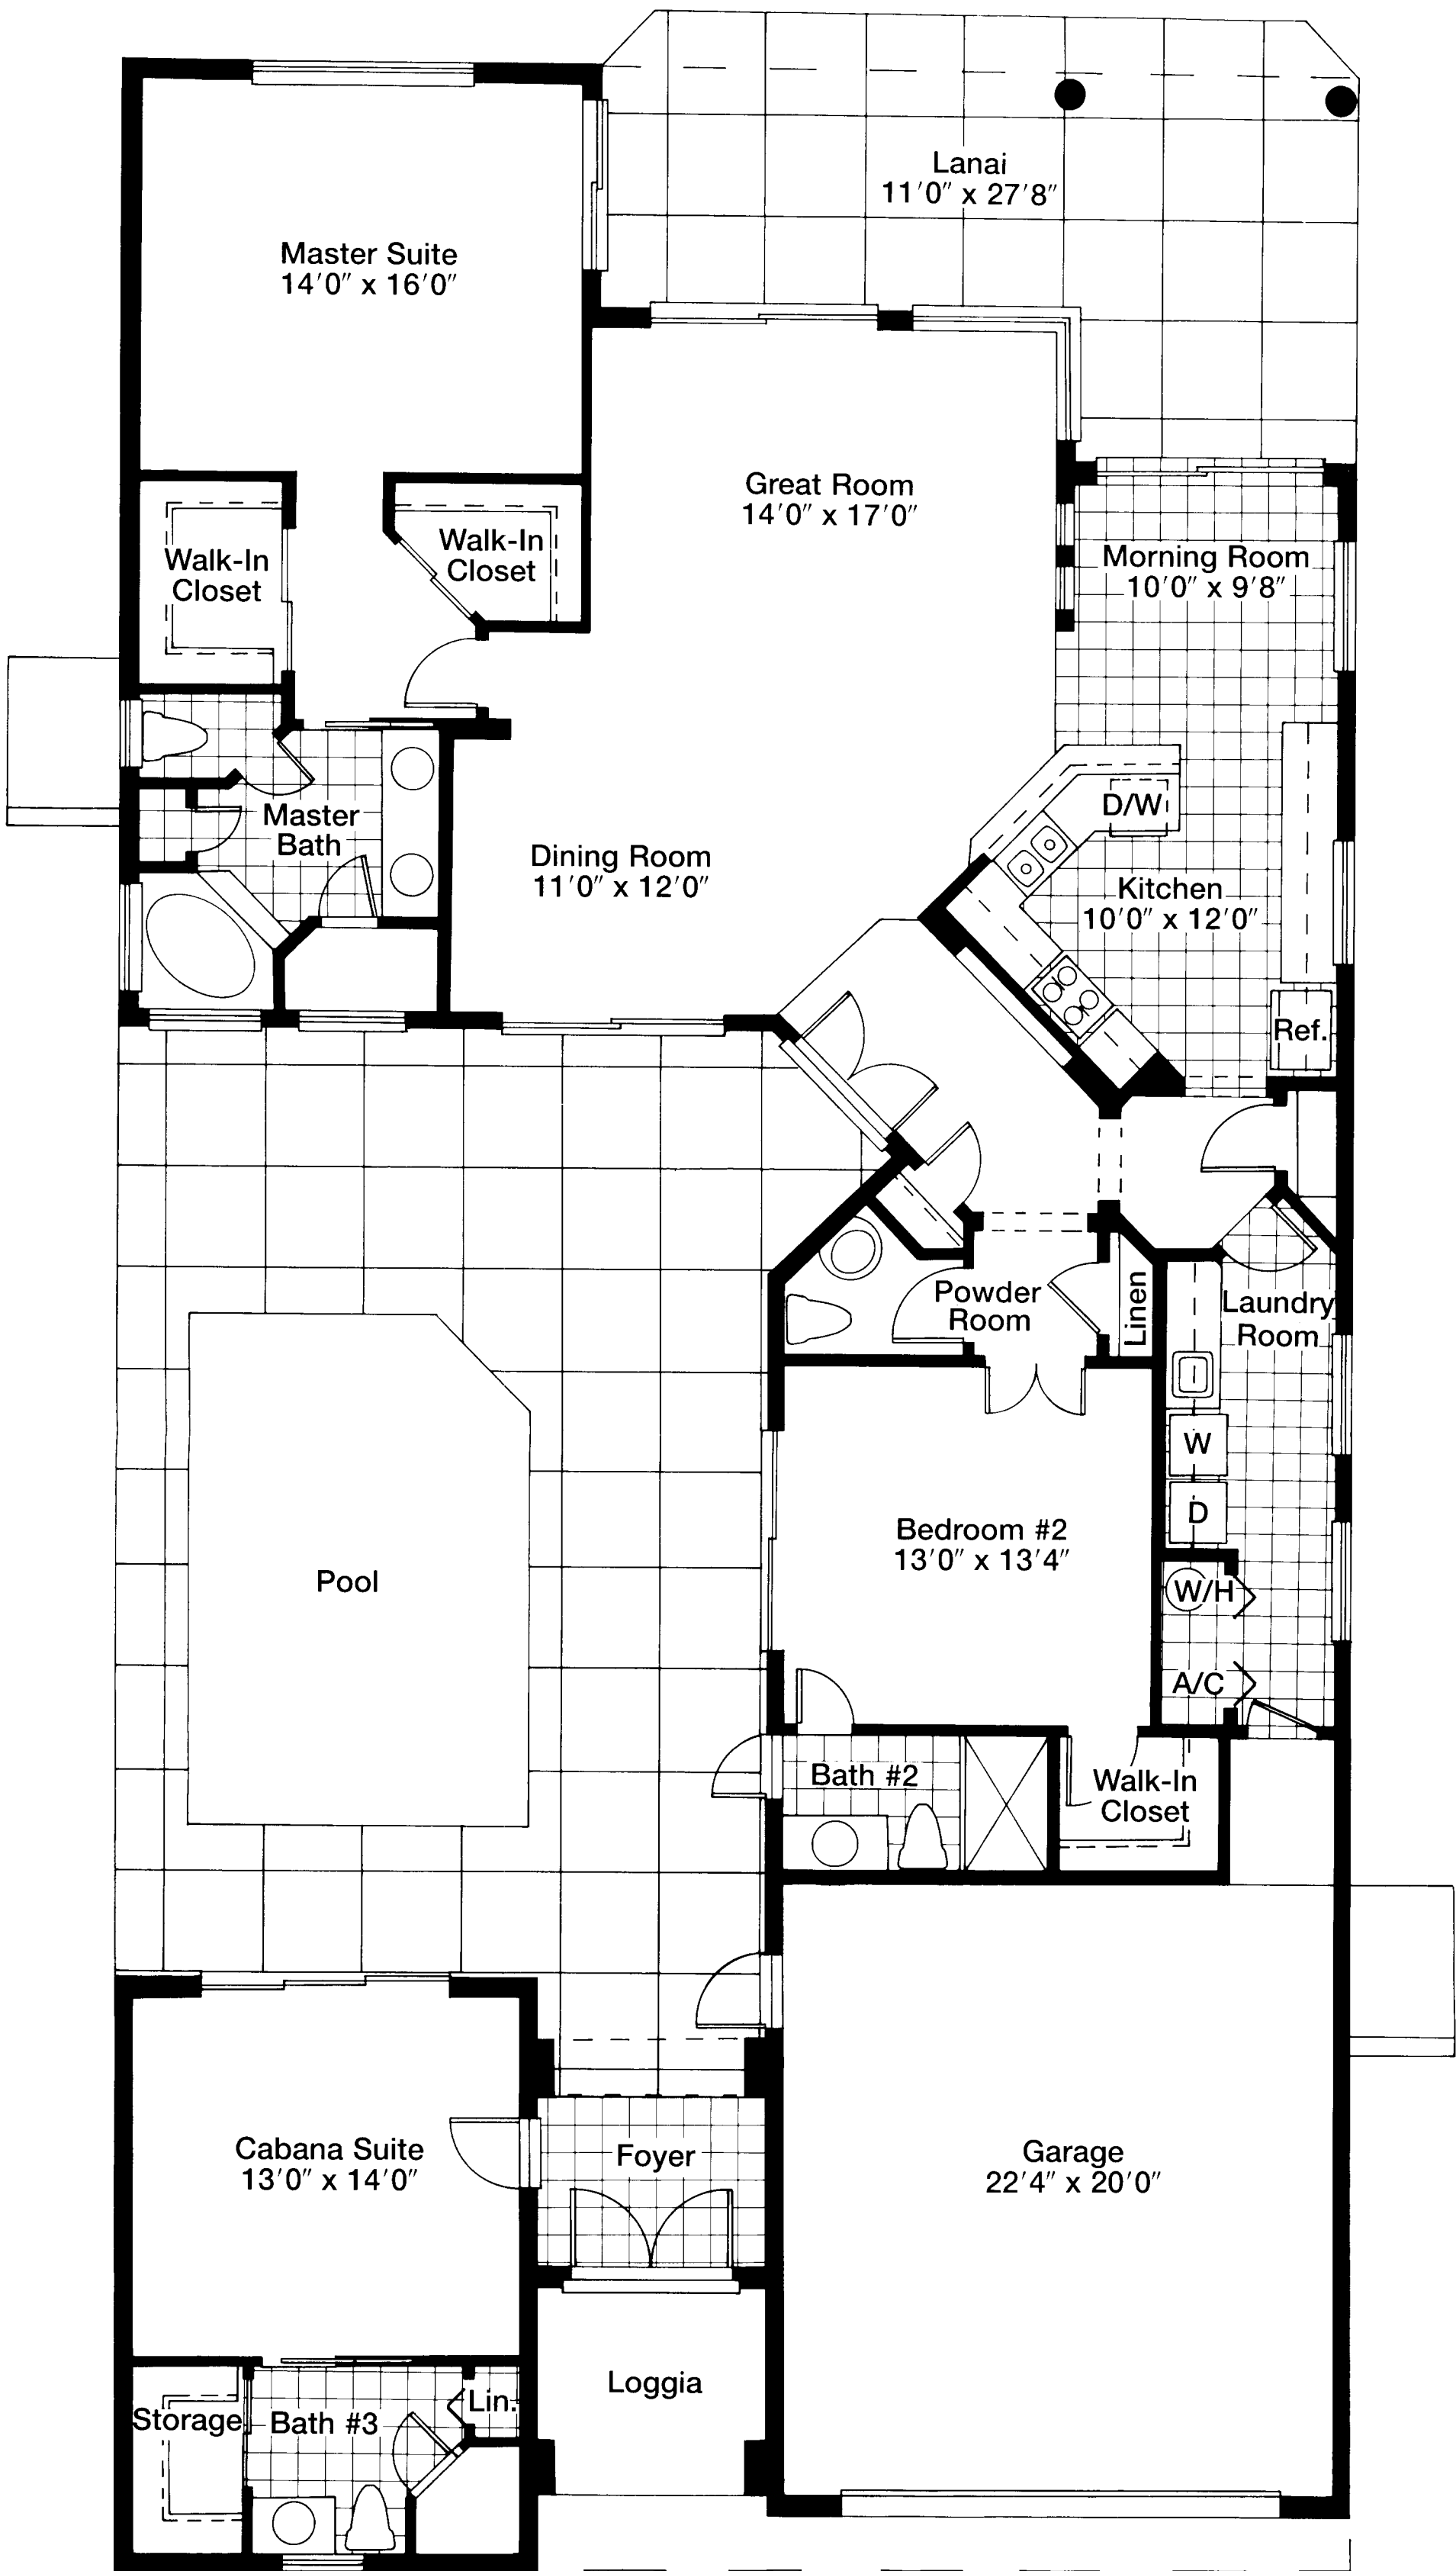 Lanai
11'0" x 27'8"
Master Suite
14'0" x 16'0"
Great Room
14'0" x 17'0"
Walk-In
Closet
Walk-In
Closet
Morning Room
10'0" x 9'8"
Master
Bath
D/W
Dining Room
11'0" x 12'0"
Kitchen
10'0" x 12'0"
Ref.
Powder
Room
Linen
Laundry
Room
W
D
Bedroom #2
13'0" x 13'4"
Pool
W/H
A/C
Bath #2
Walk-In
Closet
Cabana Suite
13'0" x 14'0"
Foyer
Garage
22'4" x 20'0"
Loggia
Storage
Bath #3
Lin.